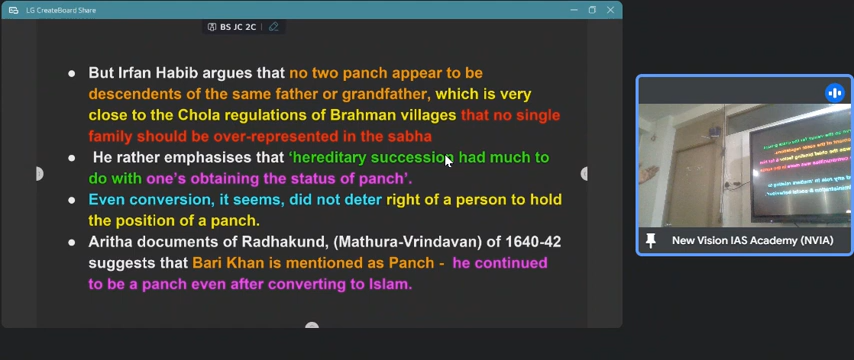 LG CreateBoard Share
BS JC 2C
● But Irfan Habib argues that no two panch appear to be
descendents of the same father or grandfather, which is very
close to the Chola regulations of Brahman villages that no single
family should be over-represented in the sabha
● He rather emphasises that ‘hereditary succession had much to
do with one’s obtaining the status of panch’.
● Even conversion, it seems, did not deter right of a person to hold
the position of a panch.
● Aritha documents of Radhakund, (Mathura-Vrindavan) of 1640-42
suggests that Bari Khan is mentioned as Panch - he continued
to be a panch even after converting to Islam.
New Vision IAS Academy (NVIA)